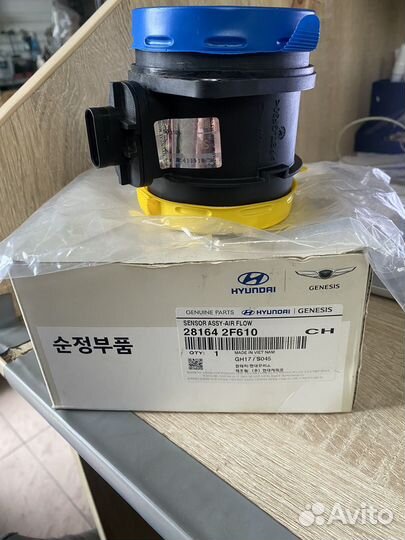 HYUNDAI
GENESIS
GENUINE PARTS HYUNDAI GENESIS
SENSOR ASSY-AIR FLOW
28164 2F610 CH
QTY: 1 MADE IN VIET NAM
GH17 / S045
순정부품
Avito